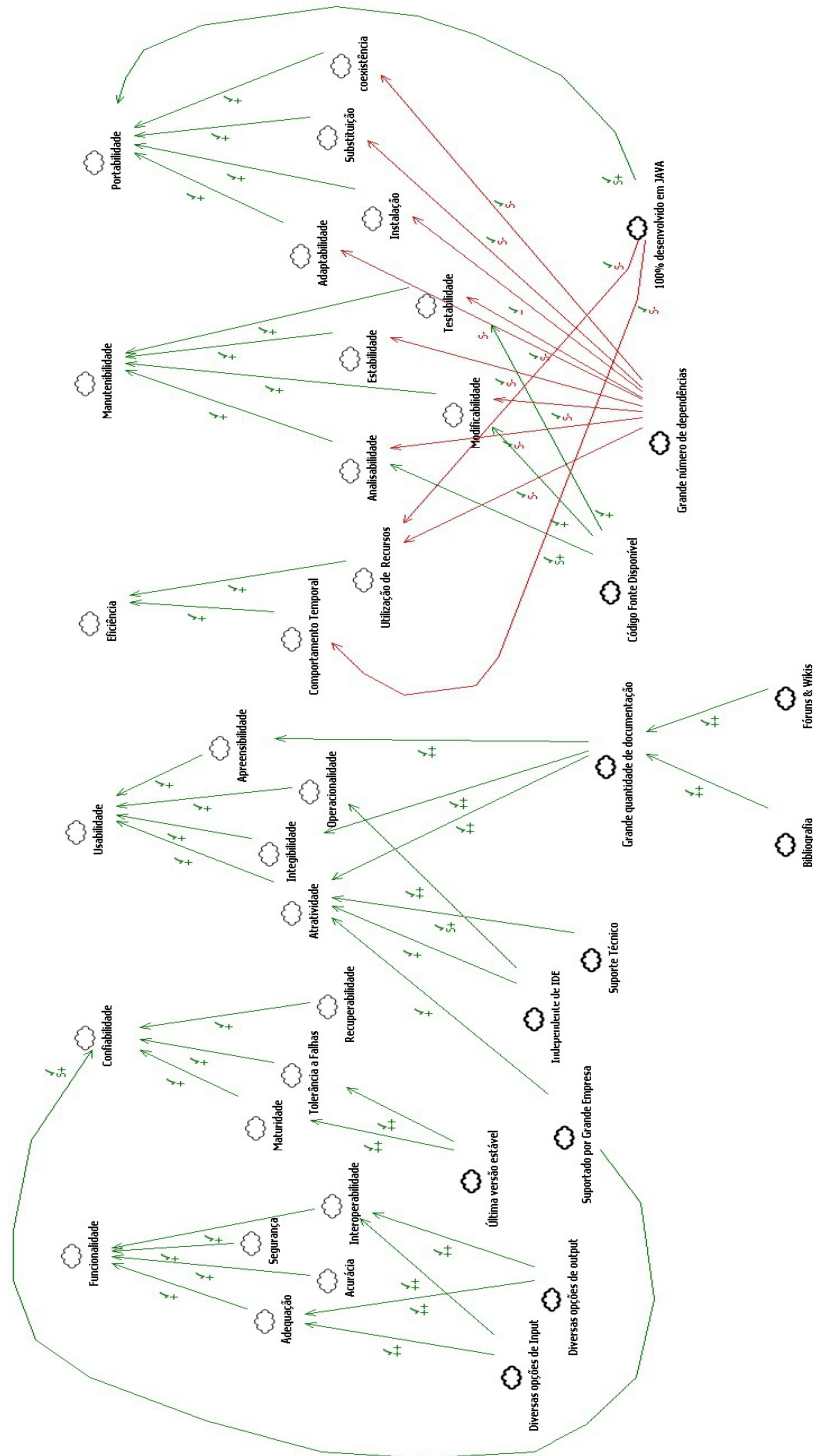 Funcionalidade
Confiabilidade
Usabilidade
Eficiência
Manutenibilidade
Portabilidade
Adequação
Acurácia
Segurança
Interoperabilidade
Maturidade
Tolerância a Falhas
Recuperabilidade
Atratividade
Integibilidade
Operacionalidade
Apreensibilidade
Comportamento Temporal
Utilização de Recursos
Analisabilidade
Modificabilidade
Estabilidade
Testabilidade
Adaptabilidade
Instalação
Substituição
coexistência
Diversas opções de Input
Diversas opções de output
Última versão estável
Suportado por Grande Empresa
Independente de IDE
Suporte Técnico
Grande quantidade de documentação
Bibliografia
Fóruns & Wikis
Código Fonte Disponível
Grande número de dependências
100% desenvolvido em JAVA